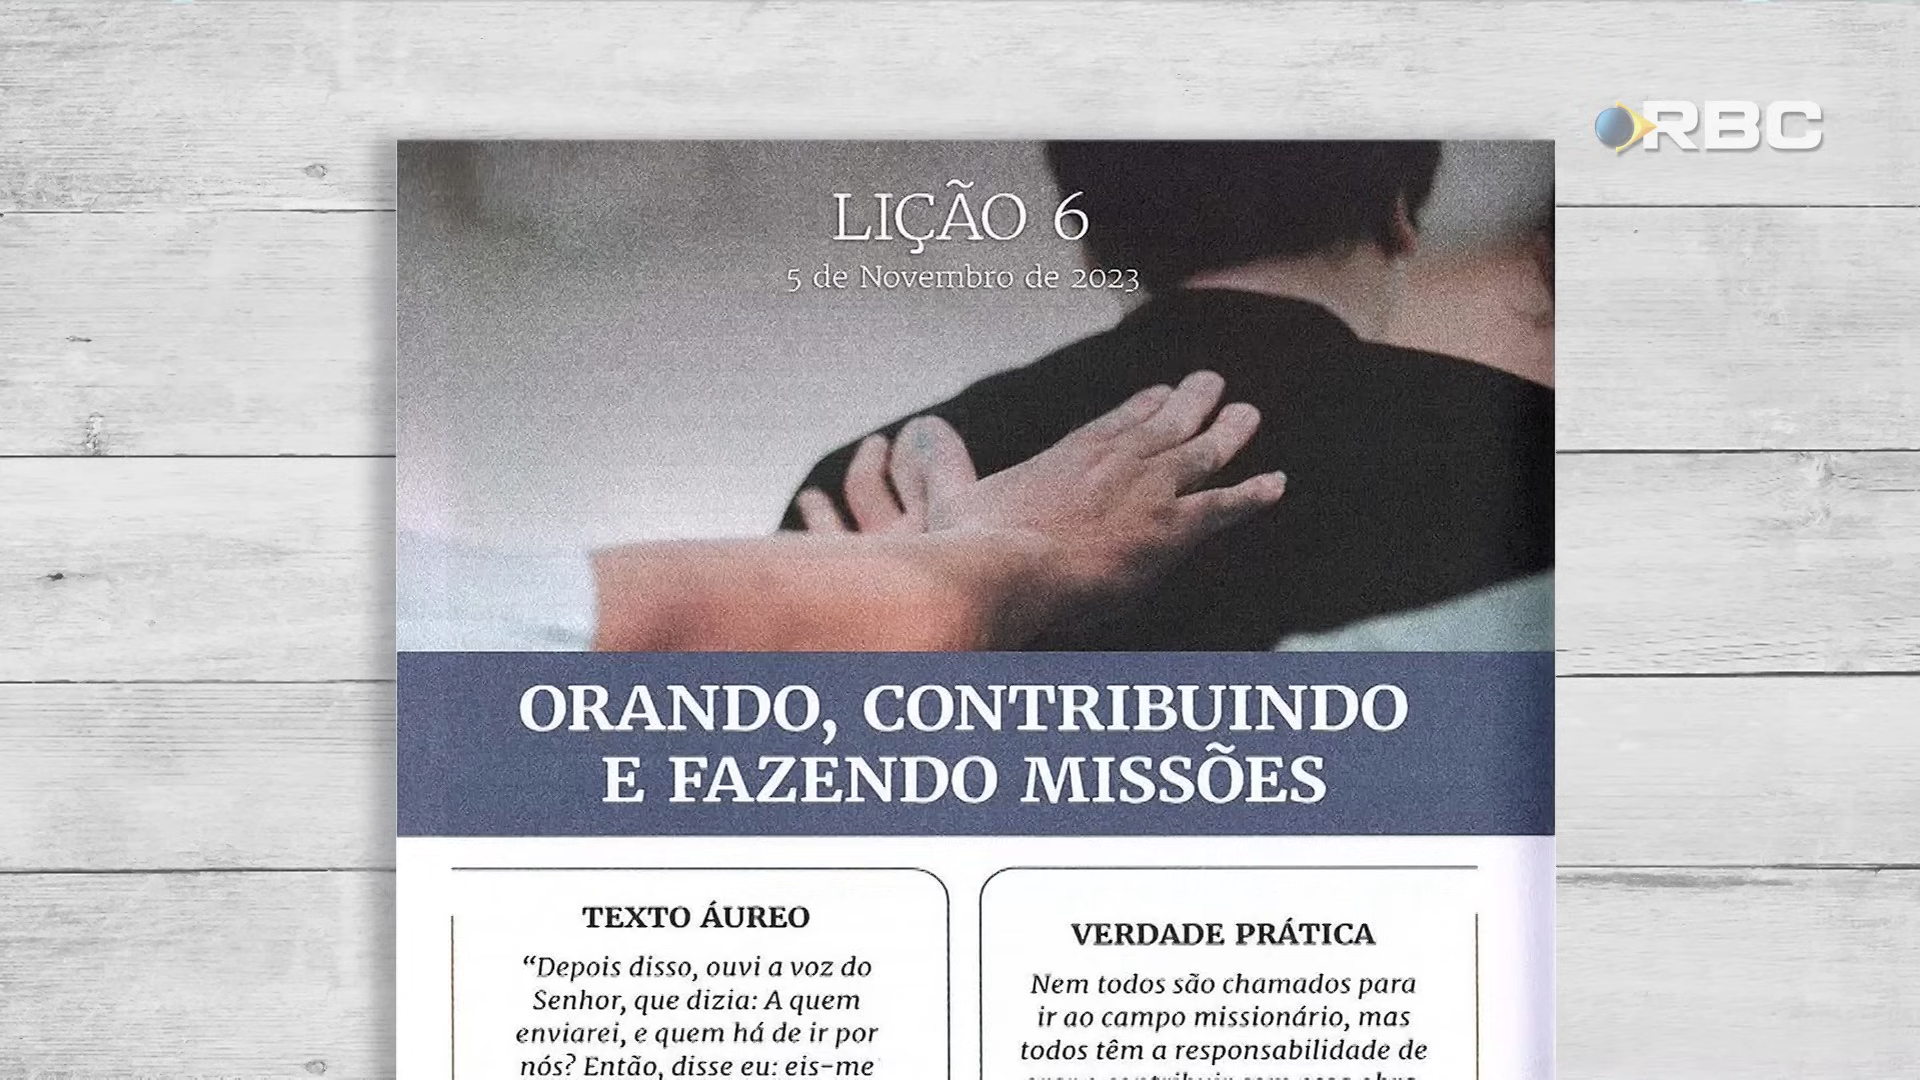 RBC
LIÇÃO 6
5 de Novembro de 2023
ORANDO, CONTRIBUINDO
E FAZENDO MISSÕES
TEXTO ÁUREO
“Depois disso, ouvi a voz do
Senhor, que dizia: A quem
enviarei, e quem há de ir por
nós? Então, disse eu: eis-me
VERDADE PRÁTICA
Nem todos são chamados para
ir ao campo missionário, mas
todos têm a responsabilidade de